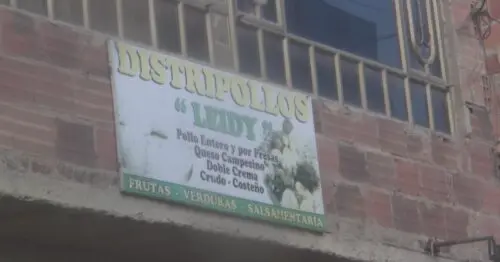 DISTRIPOLLOS
"LEIDY"
Pollo Entero y por Presas
Queso Campesino
Doble Crema
Crudo - Costeño
FRUTAS - VERDURAS - SALSAMENTARIA